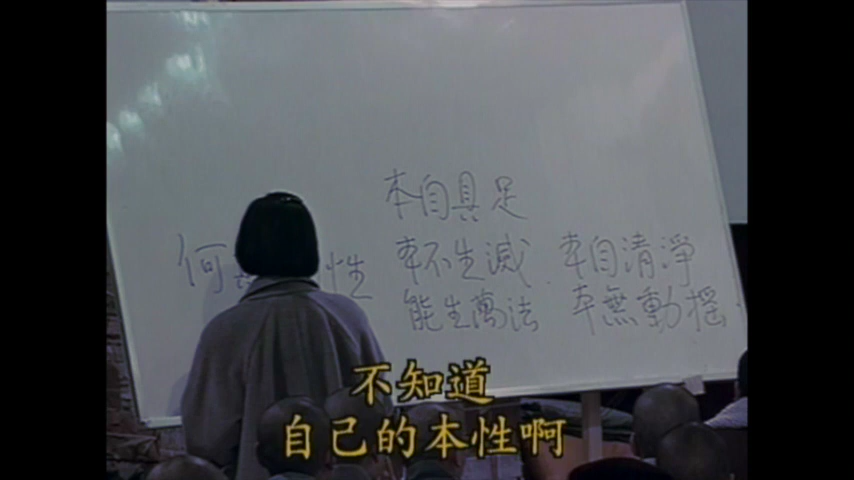 本自具足
何 性 本不生滅. 本自清淨
能生萬法 本無動搖.
不知道
自己的本性啊